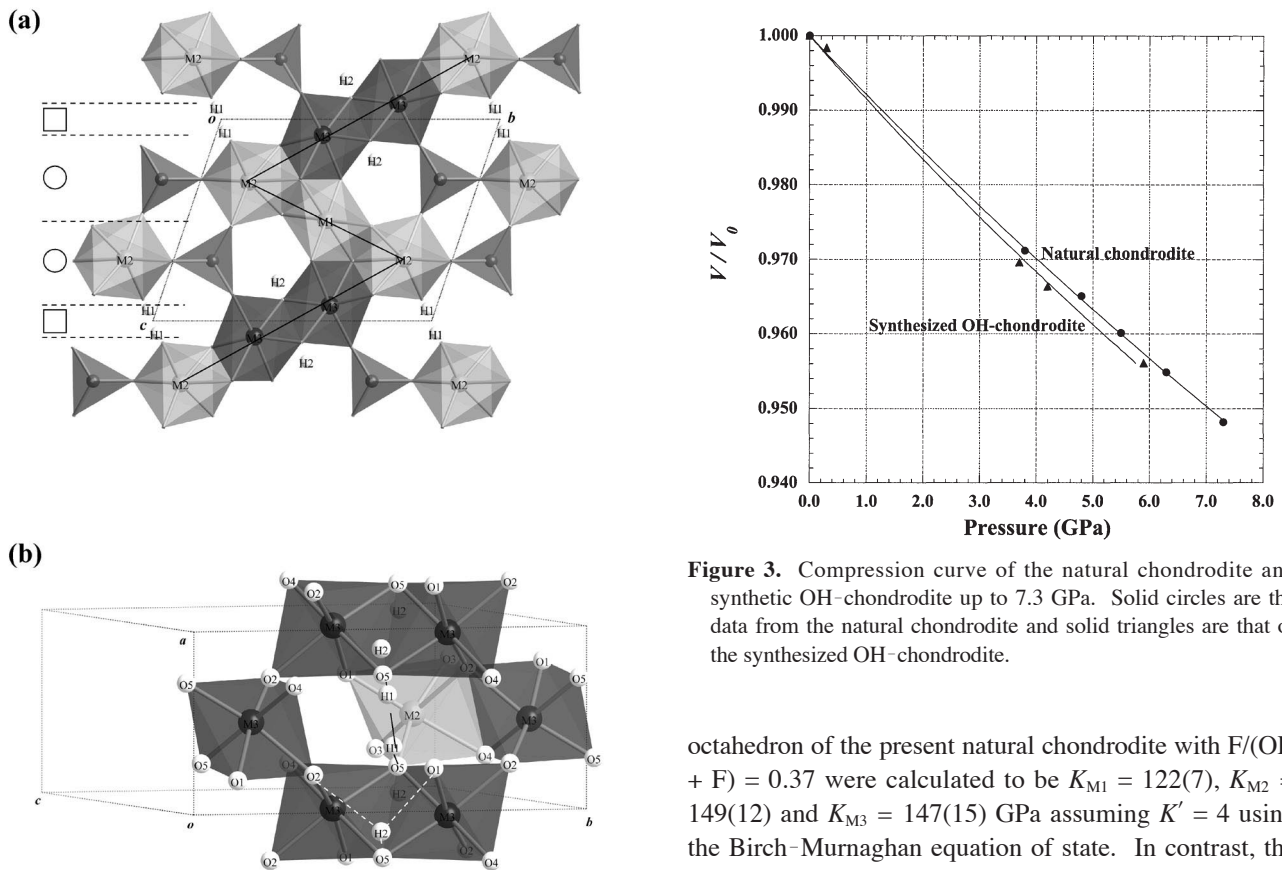 (a)
M2
M2
H2
H1
H1
M3
o
b
H1
M3
H1
H2
M2
M2
M1
M2
M2
H2
H1
M3
H1
c
H1
M3
H1
H2
M2
M2
(b)
O4
O2
O5
O1
O2
H2
a
M3
M3
H2
O3
O1
O5
O2
O1
O5
O2
O4
O4
O5
H1
M2
M3
M3
O3
H1
O5
O4
O2
O5
O4
O2
O5
O1
O1
H2
c
o
M3
M3
b
H2
O2
O1
O5
O4
V / V0
1.000
0.990
0.980
0.970
0.960
0.950
0.940
Natural chondrodite
Synthesized OH-chondrodite
0.0 1.0 2.0 3.0 4.0 5.0 6.0 7.0 8.0
Pressure (GPa)
Figure 3. Compression curve of the natural chondrodite an
synthetic OH-chondrodite up to 7.3 GPa. Solid circles are th
data from the natural chondrodite and solid triangles are that o
the synthesized OH-chondrodite.
octahedron of the present natural chondrodite with F/(OH
+ F) = 0.37 were calculated to be KM1 = 122(7), KM2 =
149(12) and KM3 = 147(15) GPa assuming K′ = 4 usin
the Birch-Murnaghan equation of state. In contrast, th